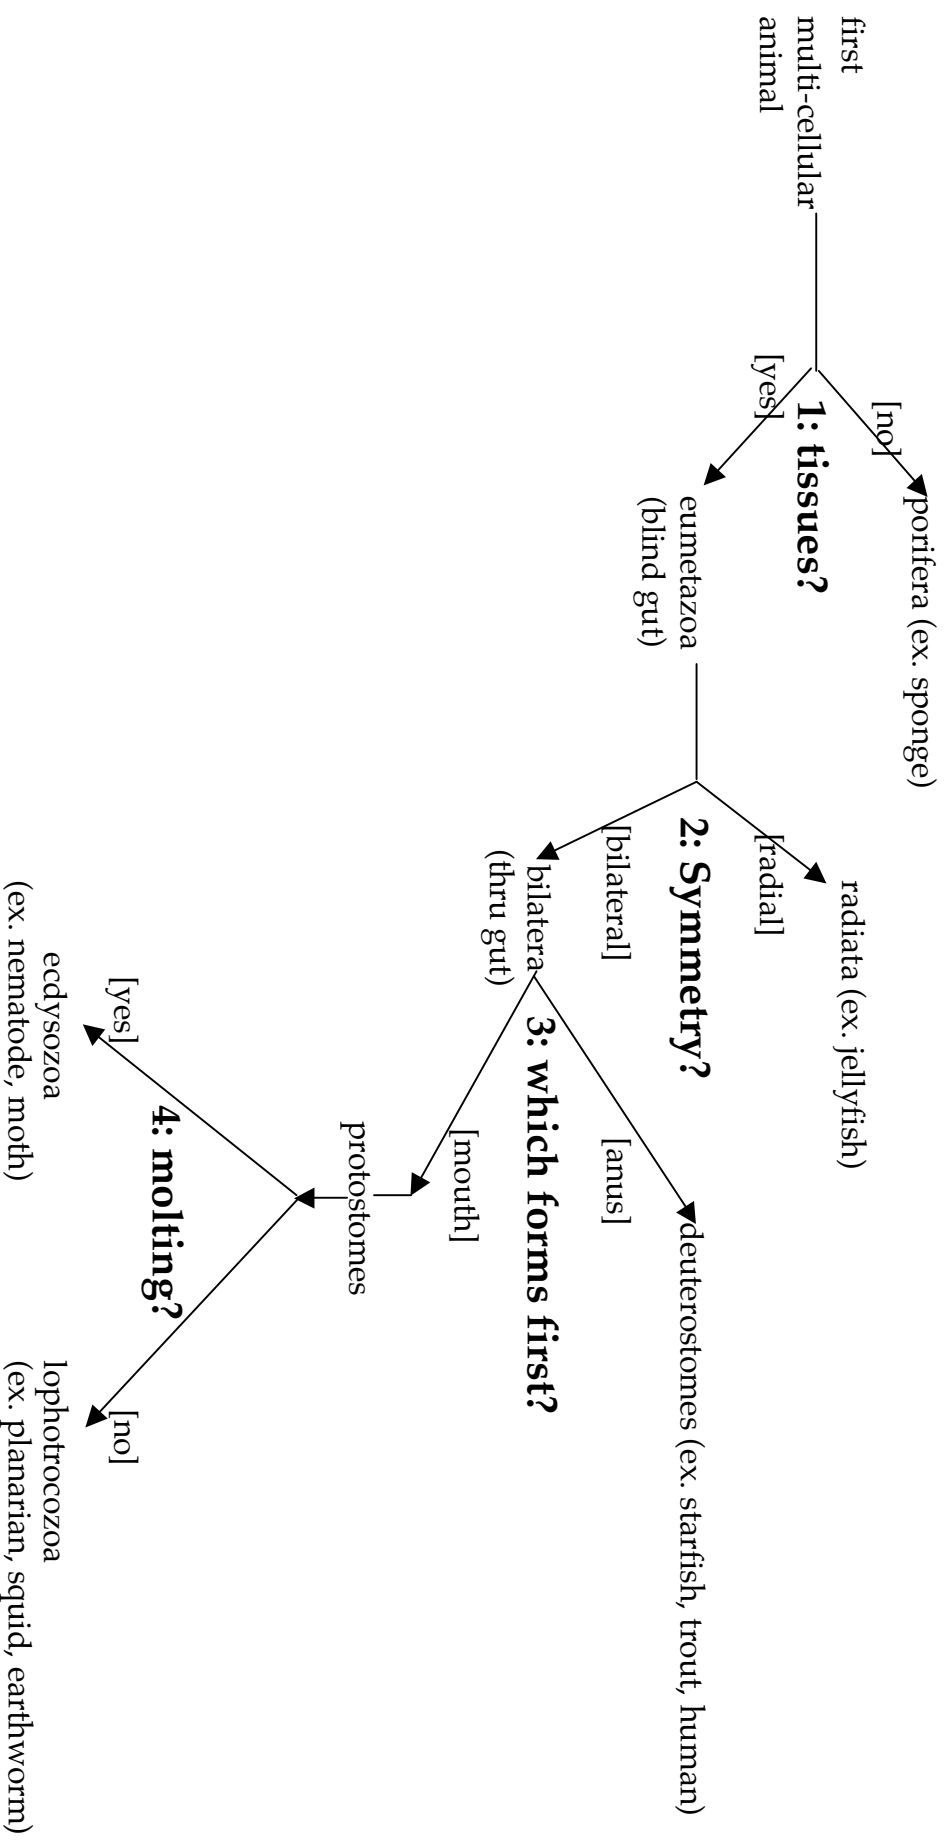 first
multi-cellular
animal
[no]
porifera (ex. sponge)
1: tissues?
[yes]
eumetazoa
(blind gut)
radiata (ex. jellyfish)
[radial]
2: Symmetry?
[bilateral]
bilatera
(thru gut)
deuterostomes (ex. starfish, trout, human)
[anus]
3: which forms first?
[mouth]
protostomes
4: molting?
[yes]
ecdysozoa
(ex. nematode, moth)
[no]
lophotrocozoa
(ex. planarian, squid, earthworm)